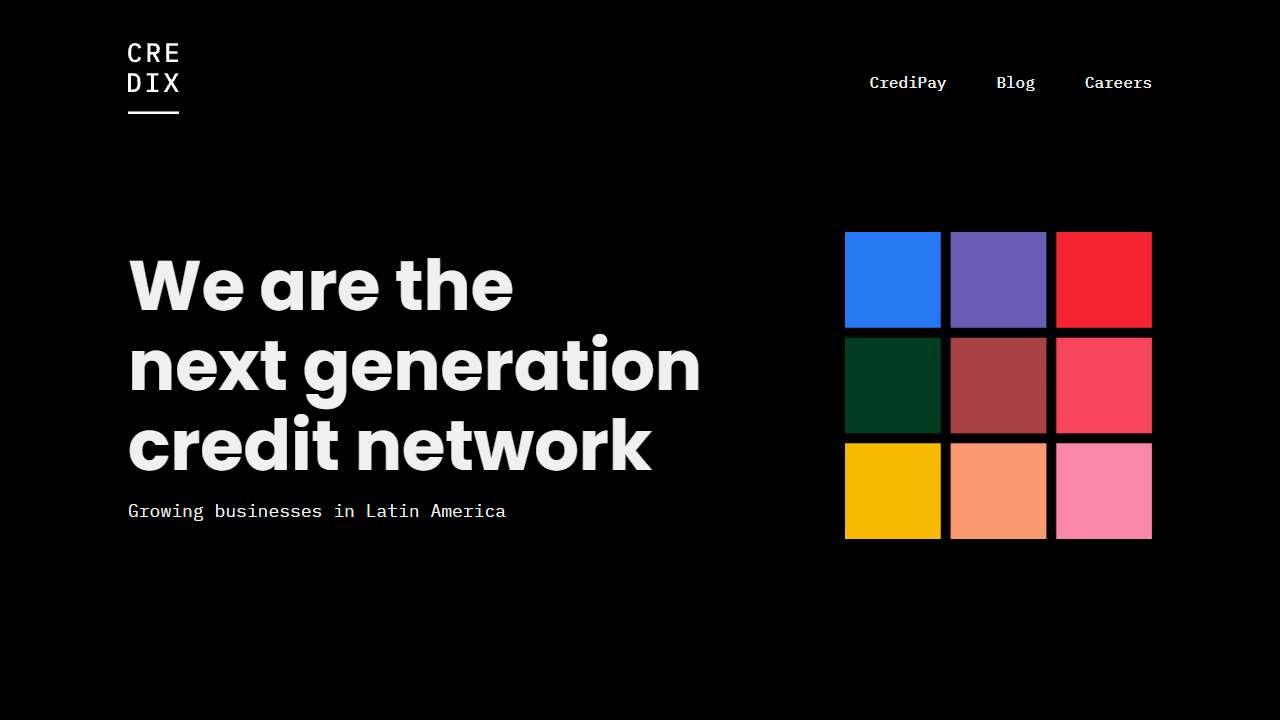 CRE
DIX
CrediPay Blog Careers
We are the
next generation
credit network
Growing businesses in Latin America